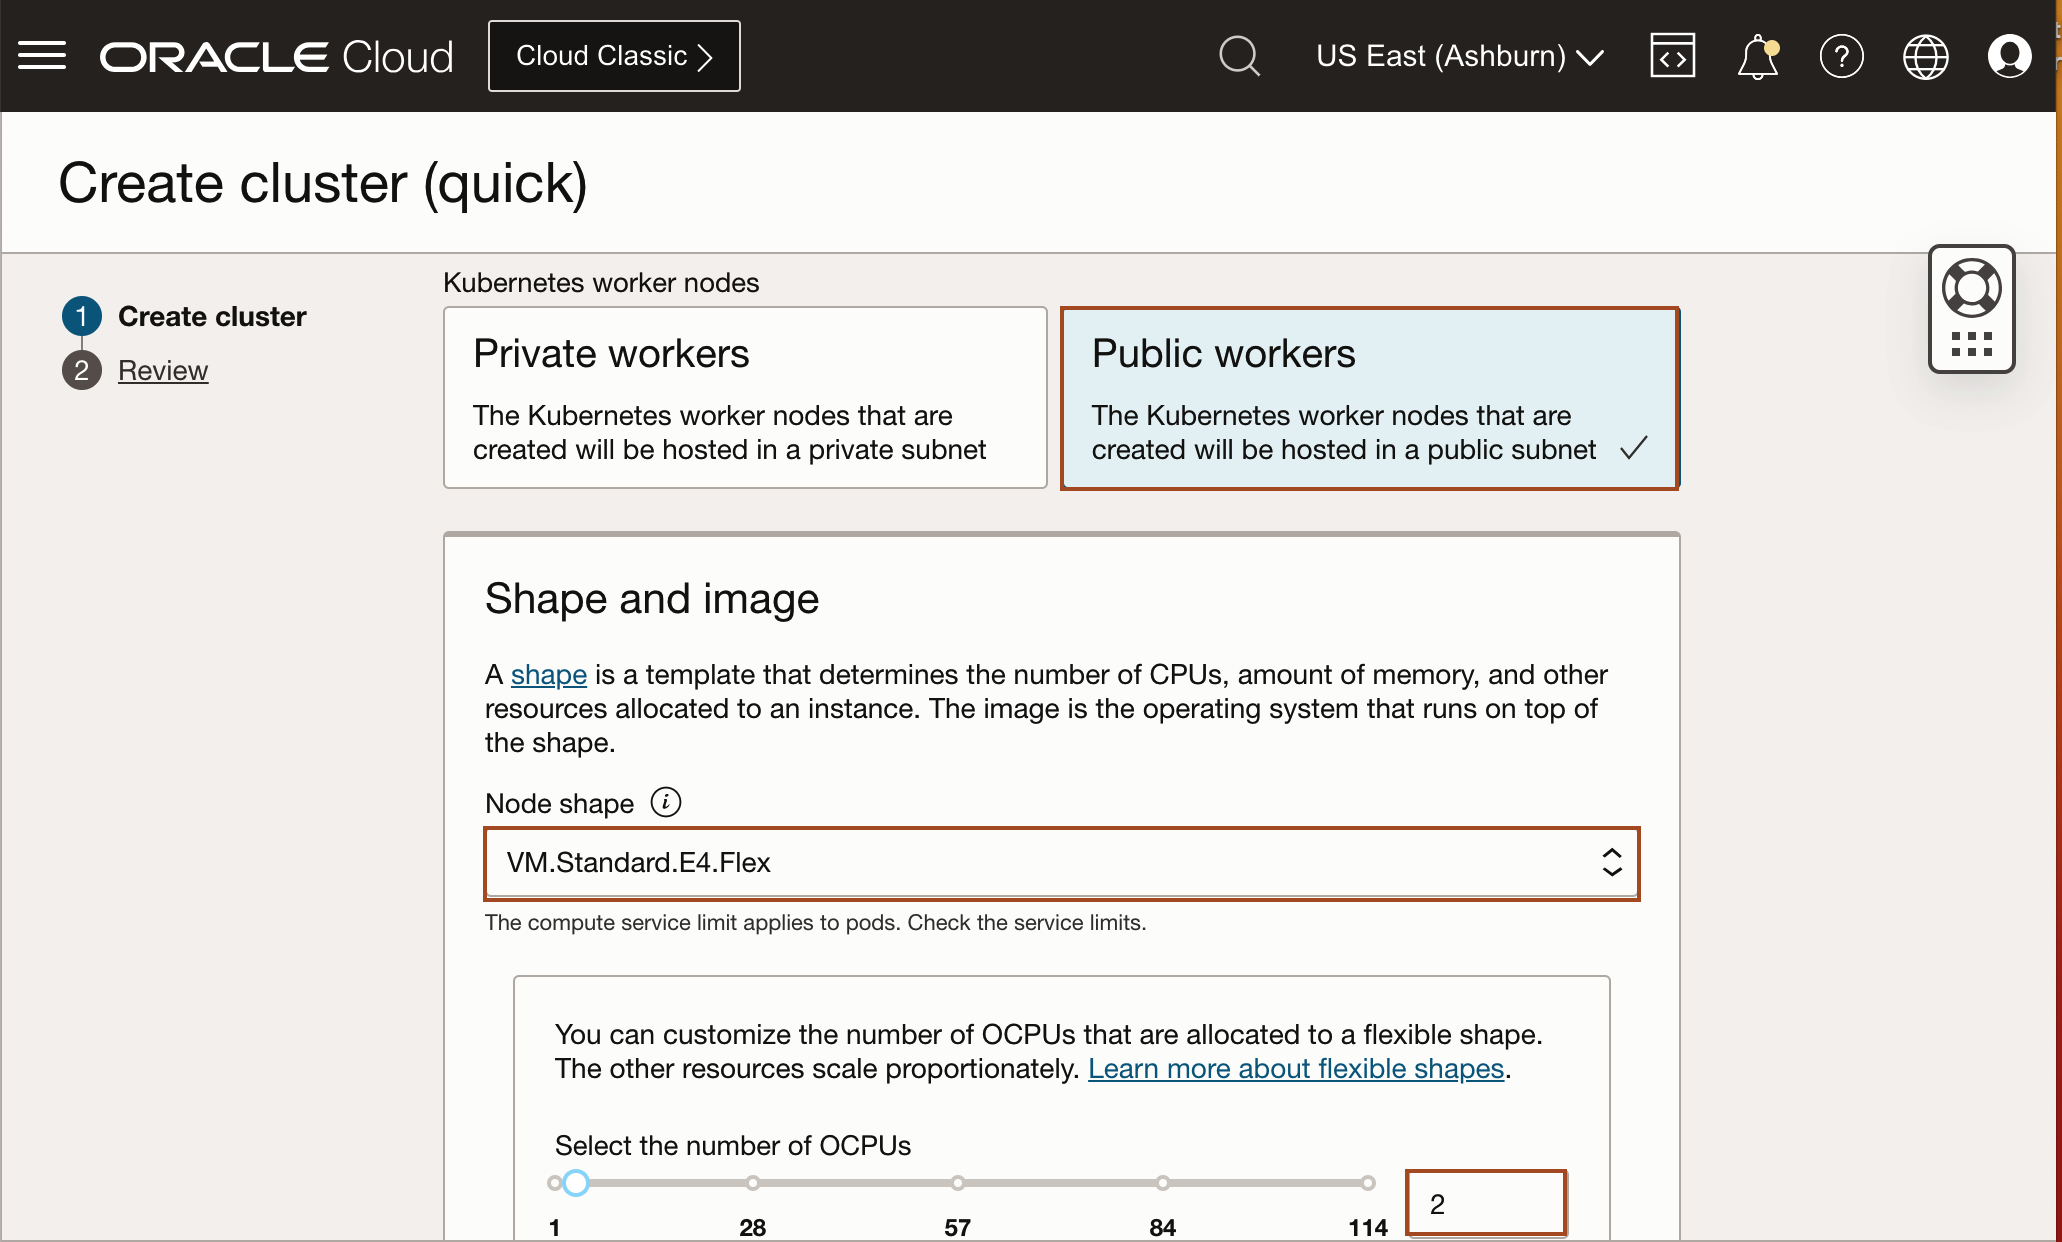 ORACLE Cloud
Cloud Classic
US East (Ashburn)
Create cluster (quick)
1 Create cluster
2 Review
Kubernetes worker nodes
Private workers
The Kubernetes worker nodes that are
created will be hosted in a private subnet
Public workers
The Kubernetes worker nodes that are
created will be hosted in a public subnet
Shape and image
A shape is a template that determines the number of CPUs, amount of memory, and other
resources allocated to an instance. The image is the operating system that runs on top of
the shape.
Node shape
VM.Standard.E4.Flex
The compute service limit applies to pods. Check the service limits.
You can customize the number of OCPUs that are allocated to a flexible shape.
The other resources scale proportionately. Learn more about flexible shapes.
Select the number of OCPUs
1 28 57 84 114
2